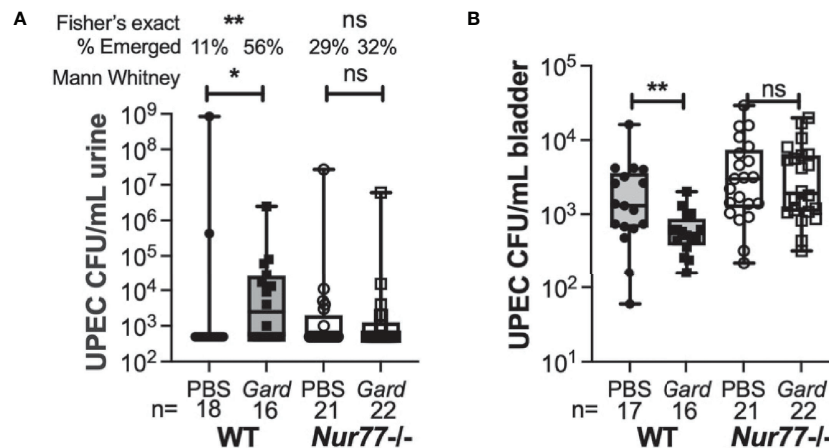 A
Fisher's exact ** ns
% Emerged 11% 56% 29% 32%
Mann Whitney * ns
UPEC CFU/mL urine
10⁹
10⁸
10⁷
10⁶
10⁵
10⁴
10³
10²
PBS Gard PBS Gard
n= 18 16 21 22
WT Nur77-/-
B
** ns
UPEC CFU/mL bladder
10⁵
10⁴
10³
10²
10¹
PBS Gard PBS Gard
n= 17 16 21 22
WT Nur77-/-